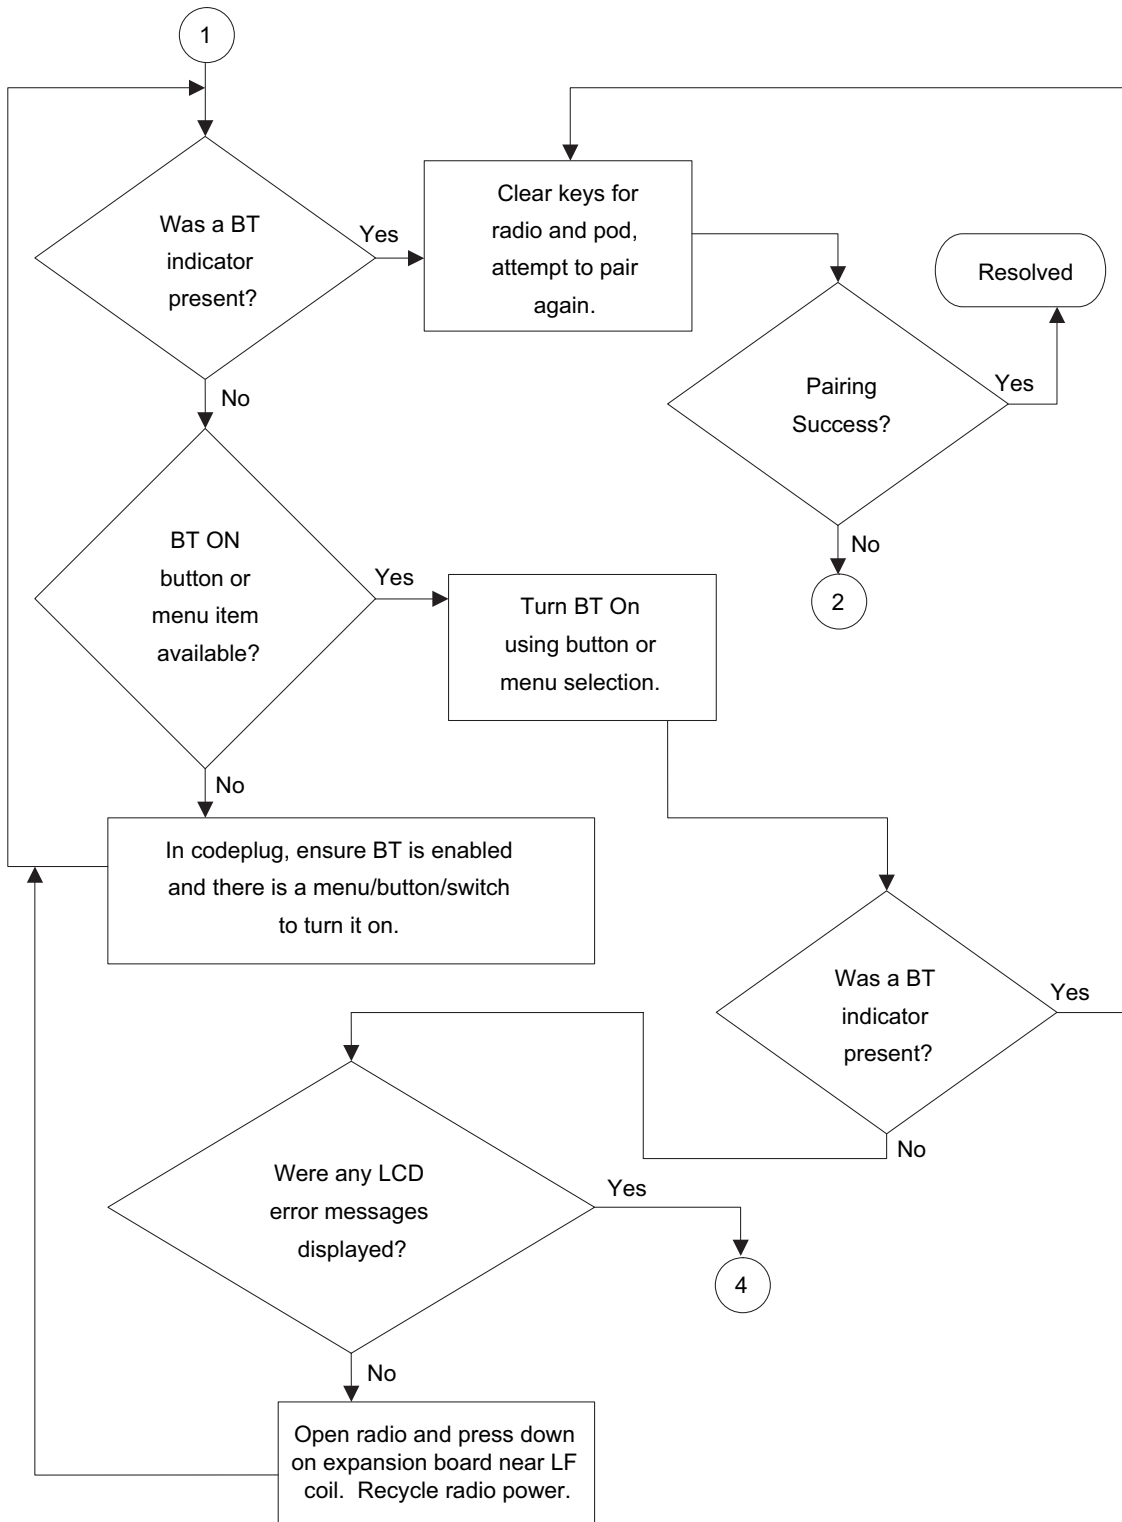 1
Was a BT
indicator
present?
Yes
Clear keys for
radio and pod,
attempt to pair
again.
Resolved
Pairing
Success?
Yes
No
No
2
BT ON
button or
menu item
available?
Yes
Turn BT On
using button or
menu selection.
No
In codeplug, ensure BT is enabled
and there is a menu/button/switch
to turn it on.
Was a BT
indicator
present?
Yes
No
Were any LCD
error messages
displayed?
Yes
4
No
Open radio and press down
on expansion board near LF
coil.  Recycle radio power.